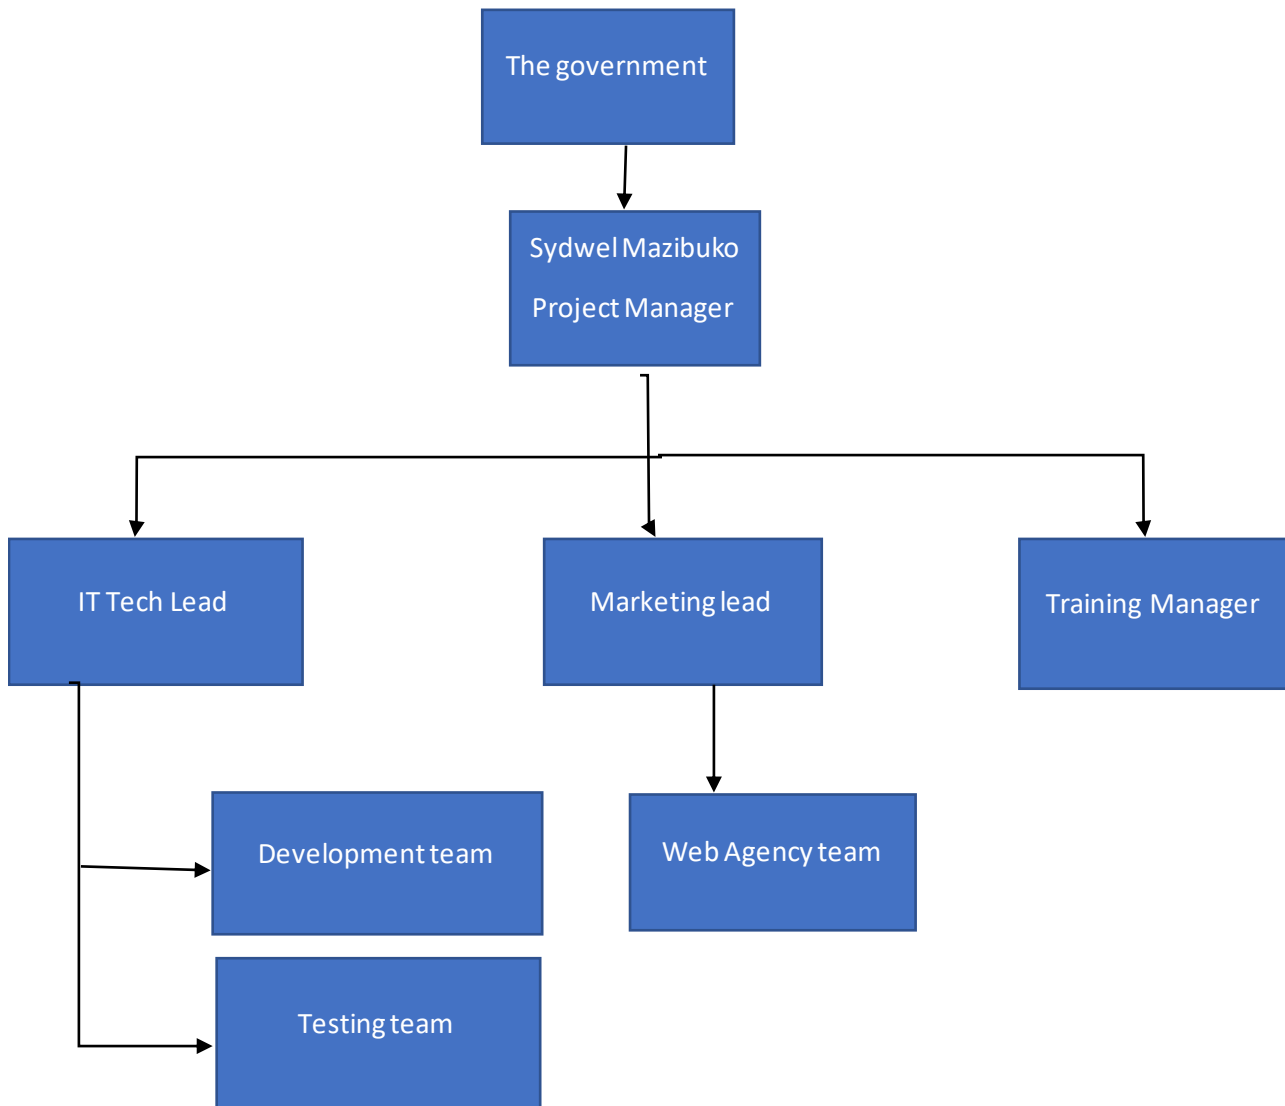 The government
Sydwel Mazibuko
Project Manager
IT Tech Lead
Marketing lead
Training Manager
Development team
Web Agency team
Testing team